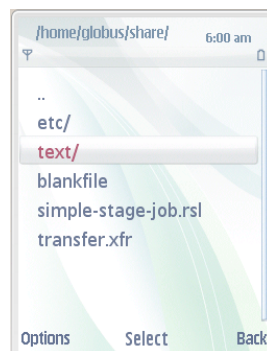 /home/globus/share/ 6:00 am
..
etc/
text/
blankfile
simple-stage-job.rsl
transfer.xfr
Options Select Back